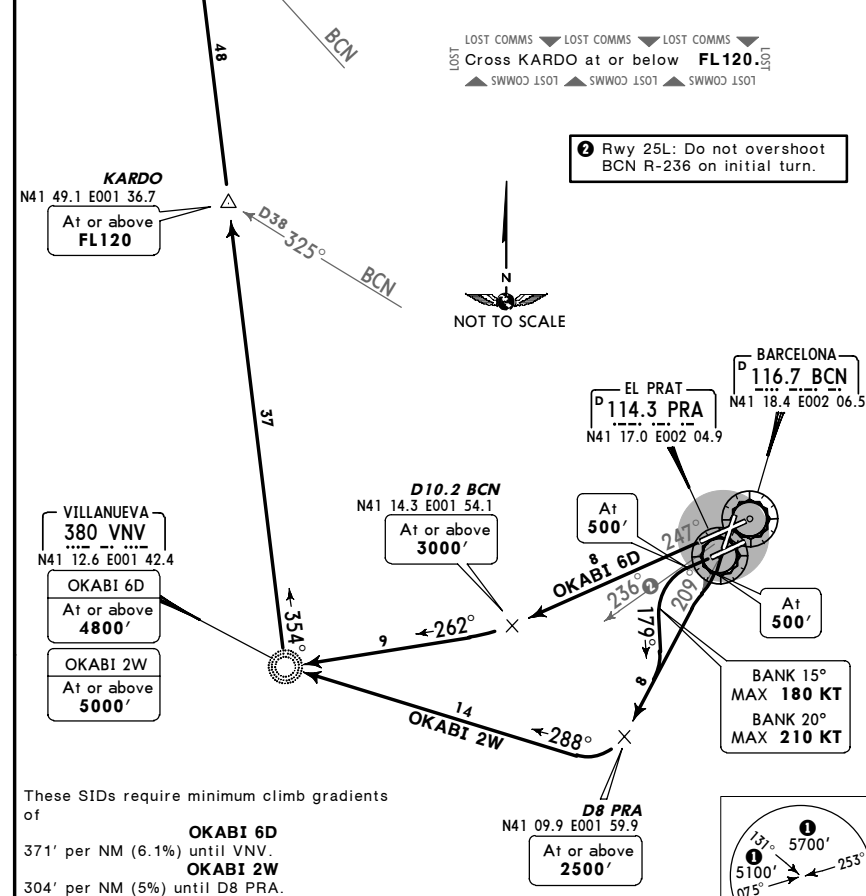 48
BCN
LOST COMMS LOST COMMS LOST COMMS
LOST
Cross KARDO at or below FL120.
LOST
LOST COMMS LOST COMMS LOST COMMS
❷ Rwy 25L: Do not overshoot
BCN R-236 on initial turn.
KARDO
N41 49.1 E001 36.7
At or above
FL120
D38
325°
BCN
N
NOT TO SCALE
BARCELONA
D 116.7 BCN
N41 18.4 E002 06.5
EL PRAT
D 114.3 PRA
N41 17.0 E002 04.9
37
D10.2 BCN
N41 14.3 E001 54.1
At or above
3000'
At
500'
247°
8
OKABI 6D
236° ❷
209°
179°
At
500'
VILLANUEVA
380 VNV
N41 12.6 E001 42.4
OKABI 6D
At or above
4800'
OKABI 2W
At or above
5000'
354°
9
262°
8
BANK 15°
MAX 180 KT
BANK 20°
MAX 210 KT
14
OKABI 2W
288°
D8 PRA
N41 09.9 E001 59.9
At or above
2500'
These SIDs require minimum climb gradients
of
OKABI 6D
371' per NM (6.1%) until VNV.
OKABI 2W
304' per NM (5%) until D8 PRA.
131°
❶
5700'
❶
5100'
253°
075°